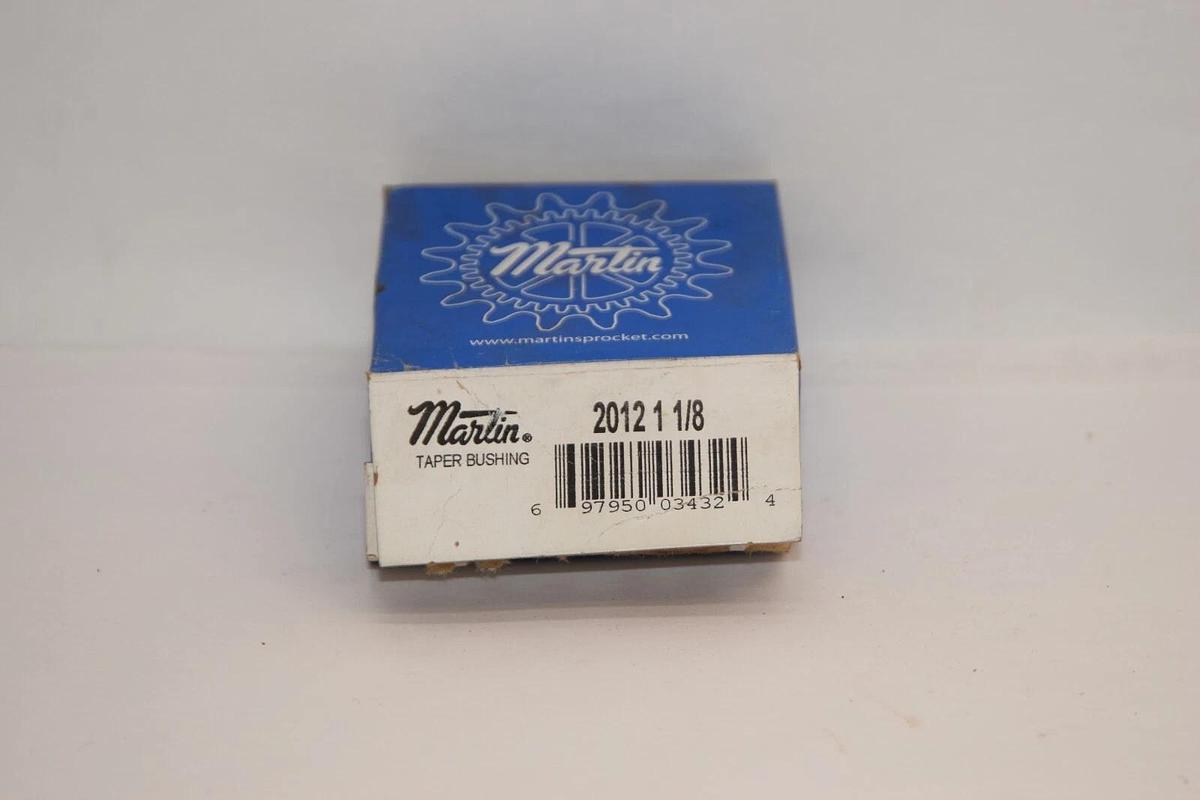 Martin
www.martinsprocket.com
Martin®
TAPER BUSHING
2012 1 1/8
6 97950 03432 4